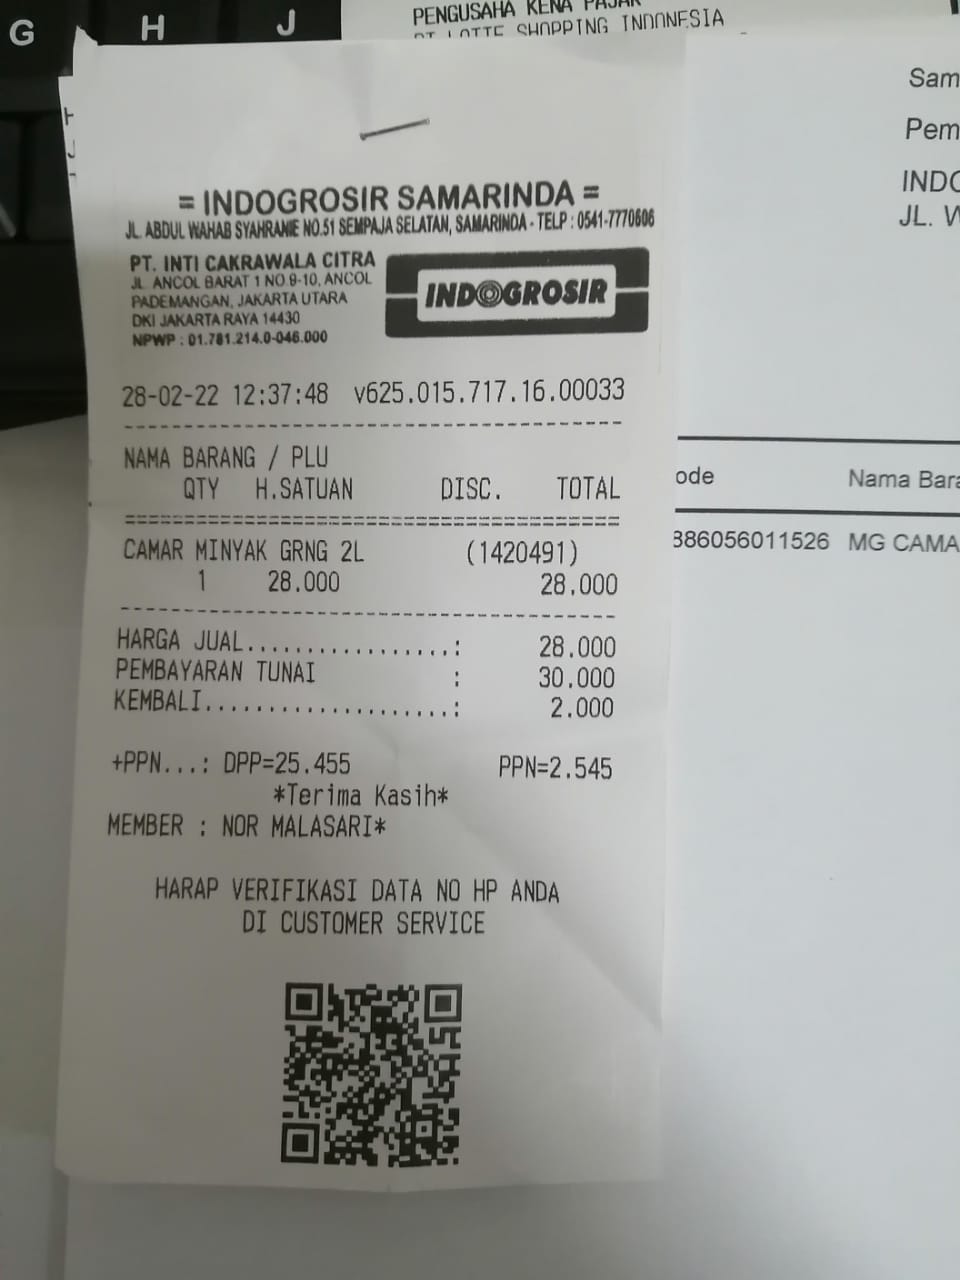 G H J
PENGUSAHA KENA PAJAK
PT LOTTE SHOPPING INDONESIA
= INDOGROSIR SAMARINDA =
JL. ABDUL WAHAB SYAHRANIE NO.51 SEMPAJA SELATAN, SAMARINDA - TELP : 0541-7770606
PT. INTI CAKRAWALA CITRA
JL. ANCOL BARAT 1 NO.9-10, ANCOL
PADEMANGAN, JAKARTA UTARA
DKI JAKARTA RAYA 14430
NPWP : 01.781.214.0-046.000
INDOGROSIR
28-02-22 12:37:48 v625.015.717.16.00033
NAMA BARANG / PLU
QTY H.SATUAN DISC. TOTAL
CAMAR MINYAK GRNG 2L (1420491)
1 28.000 28,000
HARGA JUAL.................: 28.000
PEMBAYARAN TUNAI : 30.000
KEMBALI....................: 2.000
+PPN...: DPP=25.455 PPN=2.545
*Terima Kasih*
MEMBER : NOR MALASARI*
HARAP VERIFIKASI DATA NO HP ANDA
DI CUSTOMER SERVICE
Sam
Pem
INDO
JL. W
ode Nama Bara
886056011526 MG CAMA